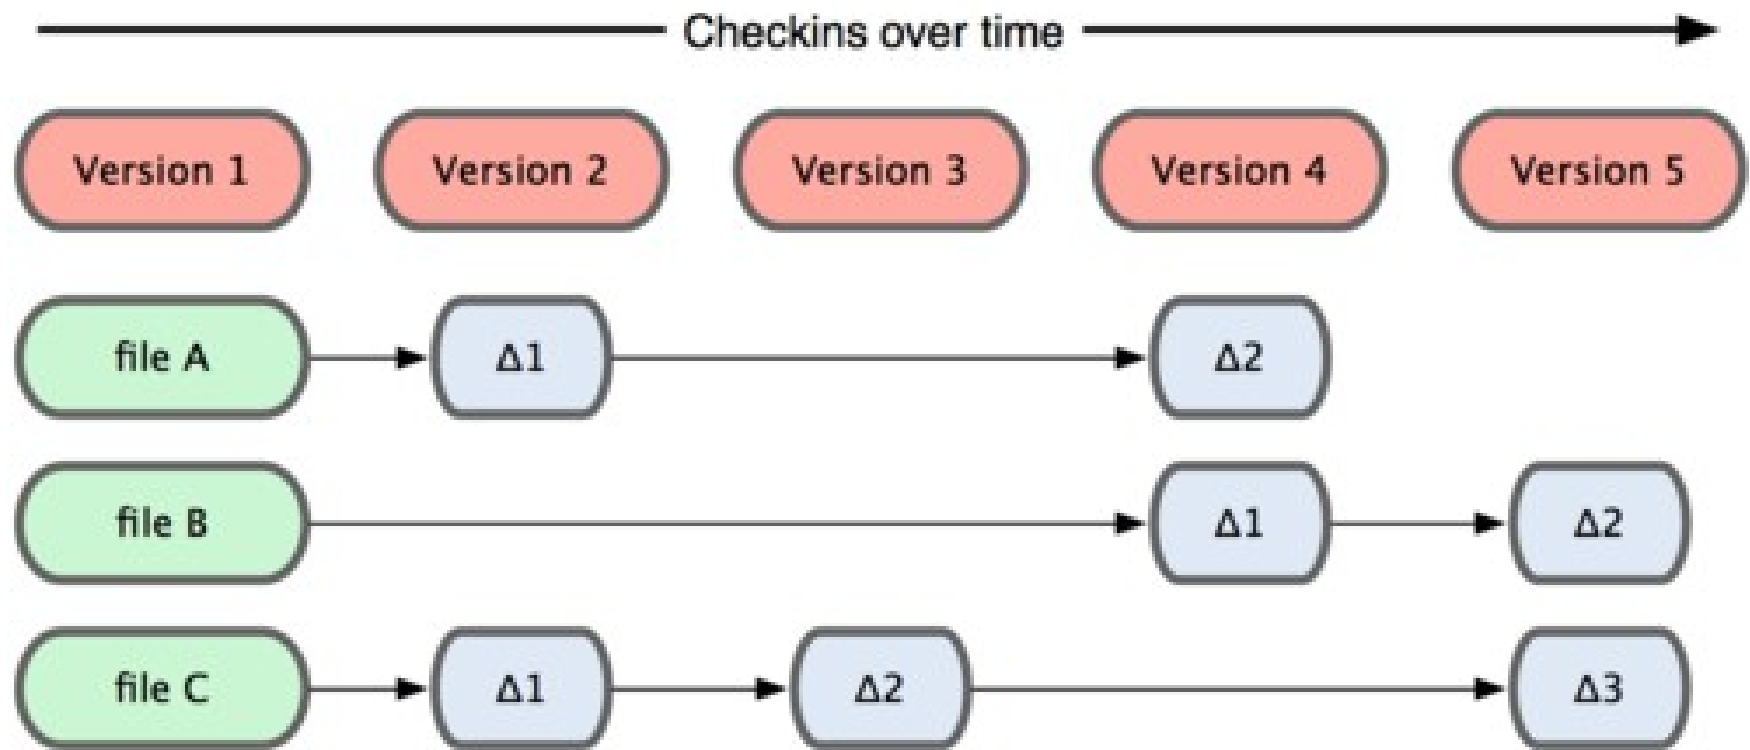 Checkins over time
Version 1 Version 2 Version 3 Version 4 Version 5
file A Δ1 Δ2
file B Δ1 Δ2
file C Δ1 Δ2 Δ3